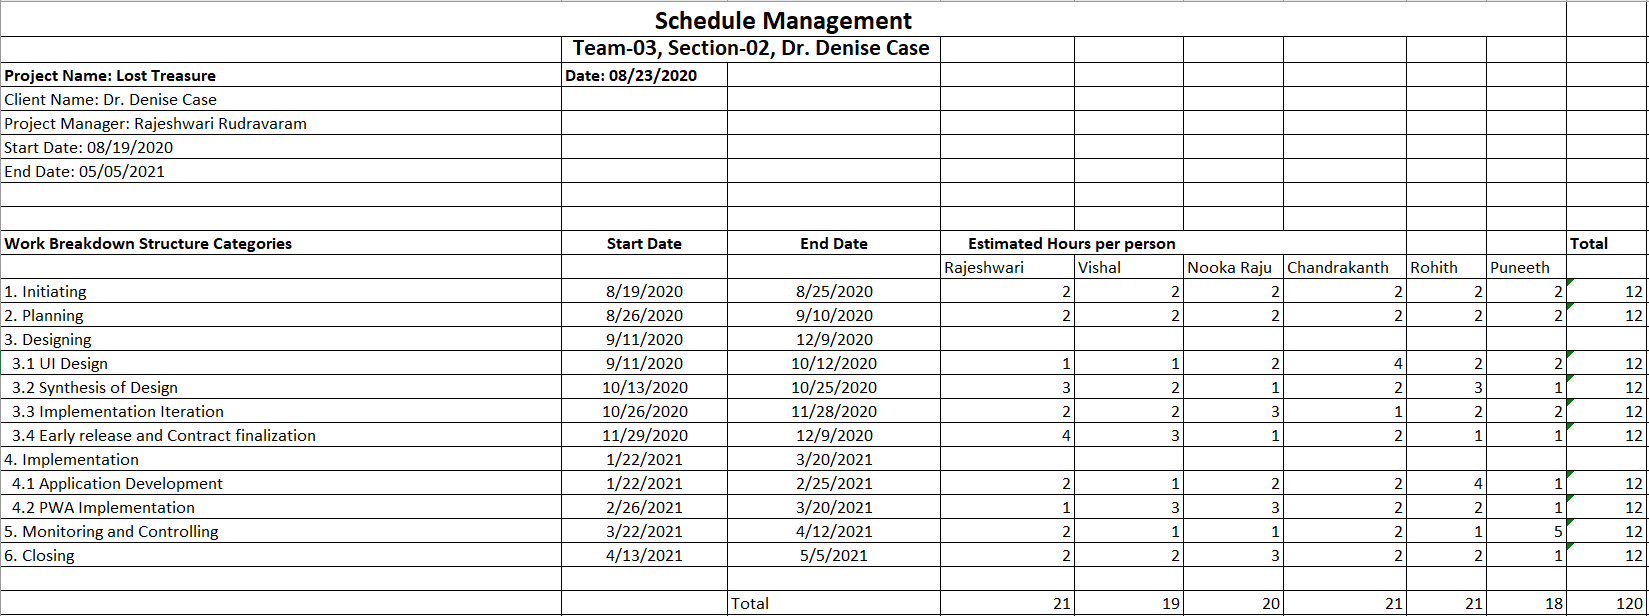 Schedule Management
Team-03, Section-02, Dr. Denise Case
Project Name: Lost Treasure Date: 08/23/2020
Client Name: Dr. Denise Case
Project Manager: Rajeshwari Rudravaram
Start Date: 08/19/2020
End Date: 05/05/2021
Work Breakdown Structure Categories Start Date End Date Estimated Hours per person Total
Rajeshwari Vishal Nooka Raju Chandrakanth Rohith Puneeth
1. Initiating 8/19/2020 8/25/2020 2 2 2 2 2 2 12
2. Planning 8/26/2020 9/10/2020 2 2 2 2 2 2 12
3. Designing 9/11/2020 12/9/2020
3.1 UI Design 9/11/2020 10/12/2020 1 1 2 4 2 2 12
3.2 Synthesis of Design 10/13/2020 10/25/2020 3 2 1 2 3 1 12
3.3 Implementation Iteration 10/26/2020 11/28/2020 2 2 3 1 2 2 12
3.4 Early release and Contract finalization 11/29/2020 12/9/2020 4 3 1 2 1 1 12
4. Implementation 1/22/2021 3/20/2021
4.1 Application Development 1/22/2021 2/25/2021 2 1 2 2 4 1 12
4.2 PWA Implementation 2/26/2021 3/20/2021 1 3 3 2 2 1 12
5. Monitoring and Controlling 3/22/2021 4/12/2021 2 1 1 2 1 5 12
6. Closing 4/13/2021 5/5/2021 2 2 3 2 2 1 12
Total 21 19 20 21 21 18 120